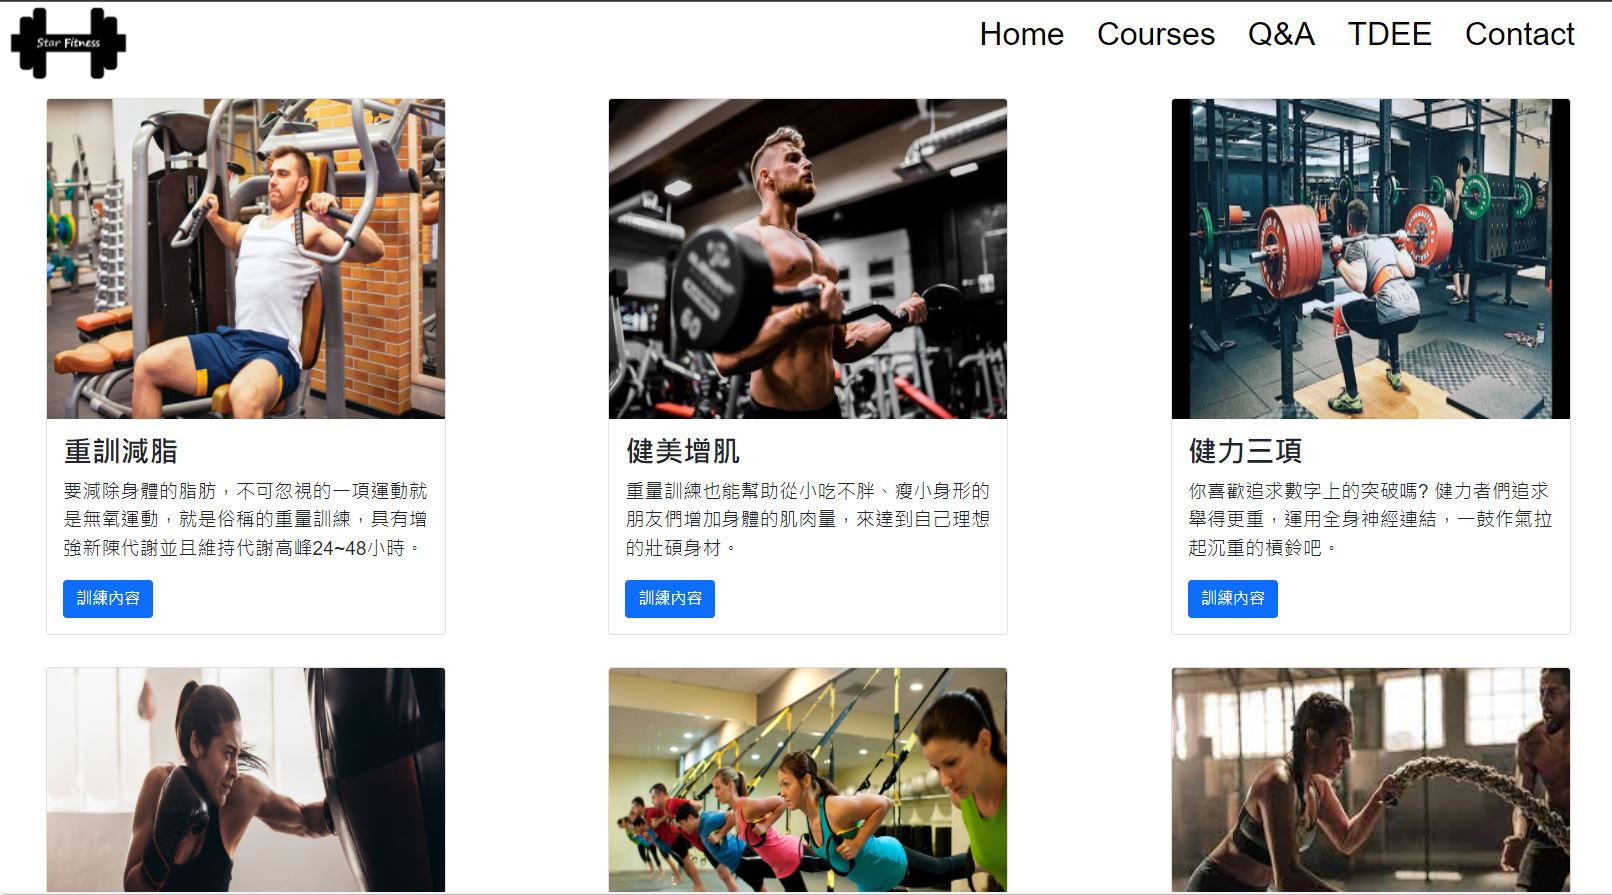 Star Fitness
Home Courses Q&A TDEE Contact
重訓減脂
要減除身體的脂肪，不可忽視的一項運動就
是無氧運動，就是俗稱的重量訓練，具有增
強新陳代謝並且維持代謝高峰24~48小時。
訓練內容
健美增肌
重量訓練也能幫助從小吃不胖、瘦小身形的
朋友們增加身體的肌肉量，來達到自己理想
的壯碩身材。
訓練內容
健力三項
你喜歡追求數字上的突破嗎? 健力者們追求
舉得更重，運用全身神經連結，一鼓作氣拉
起沉重的槓鈴吧。
訓練內容